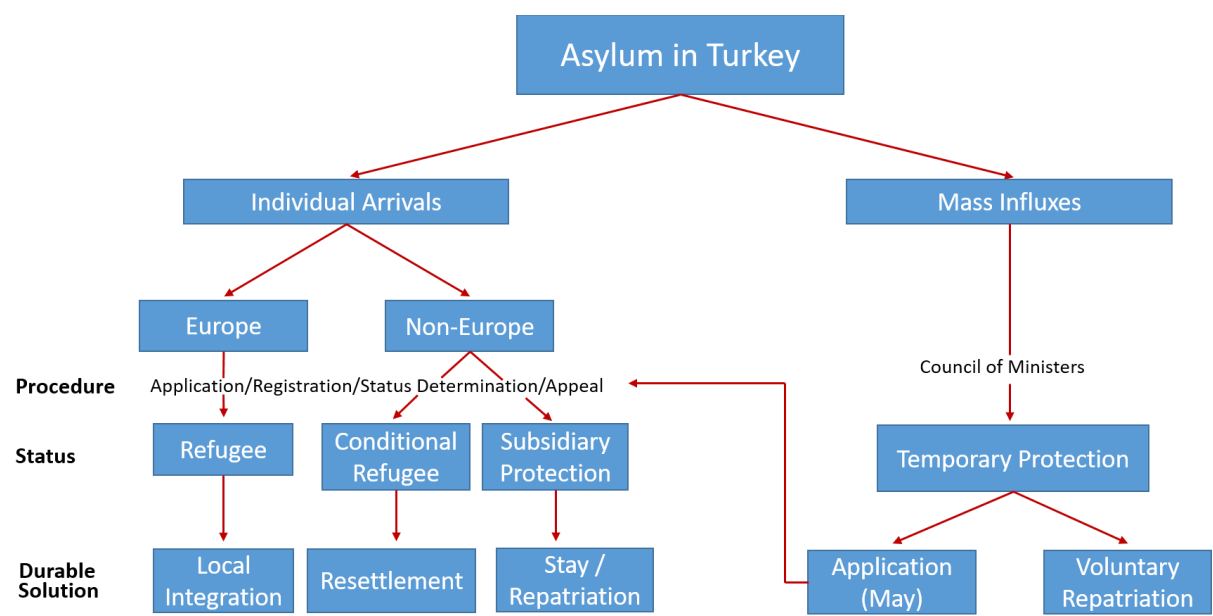 Asylum in Turkey
Individual Arrivals
Mass Influxes
Europe
Non-Europe
Council of Ministers
Procedure
Application/Registration/Status Determination/Appeal
Status
Refugee
Conditional
Refugee
Subsidiary
Protection
Temporary Protection
Durable
Solution
Local
Integration
Resettlement
Stay /
Repatriation
Application
(May)
Voluntary
Repatriation